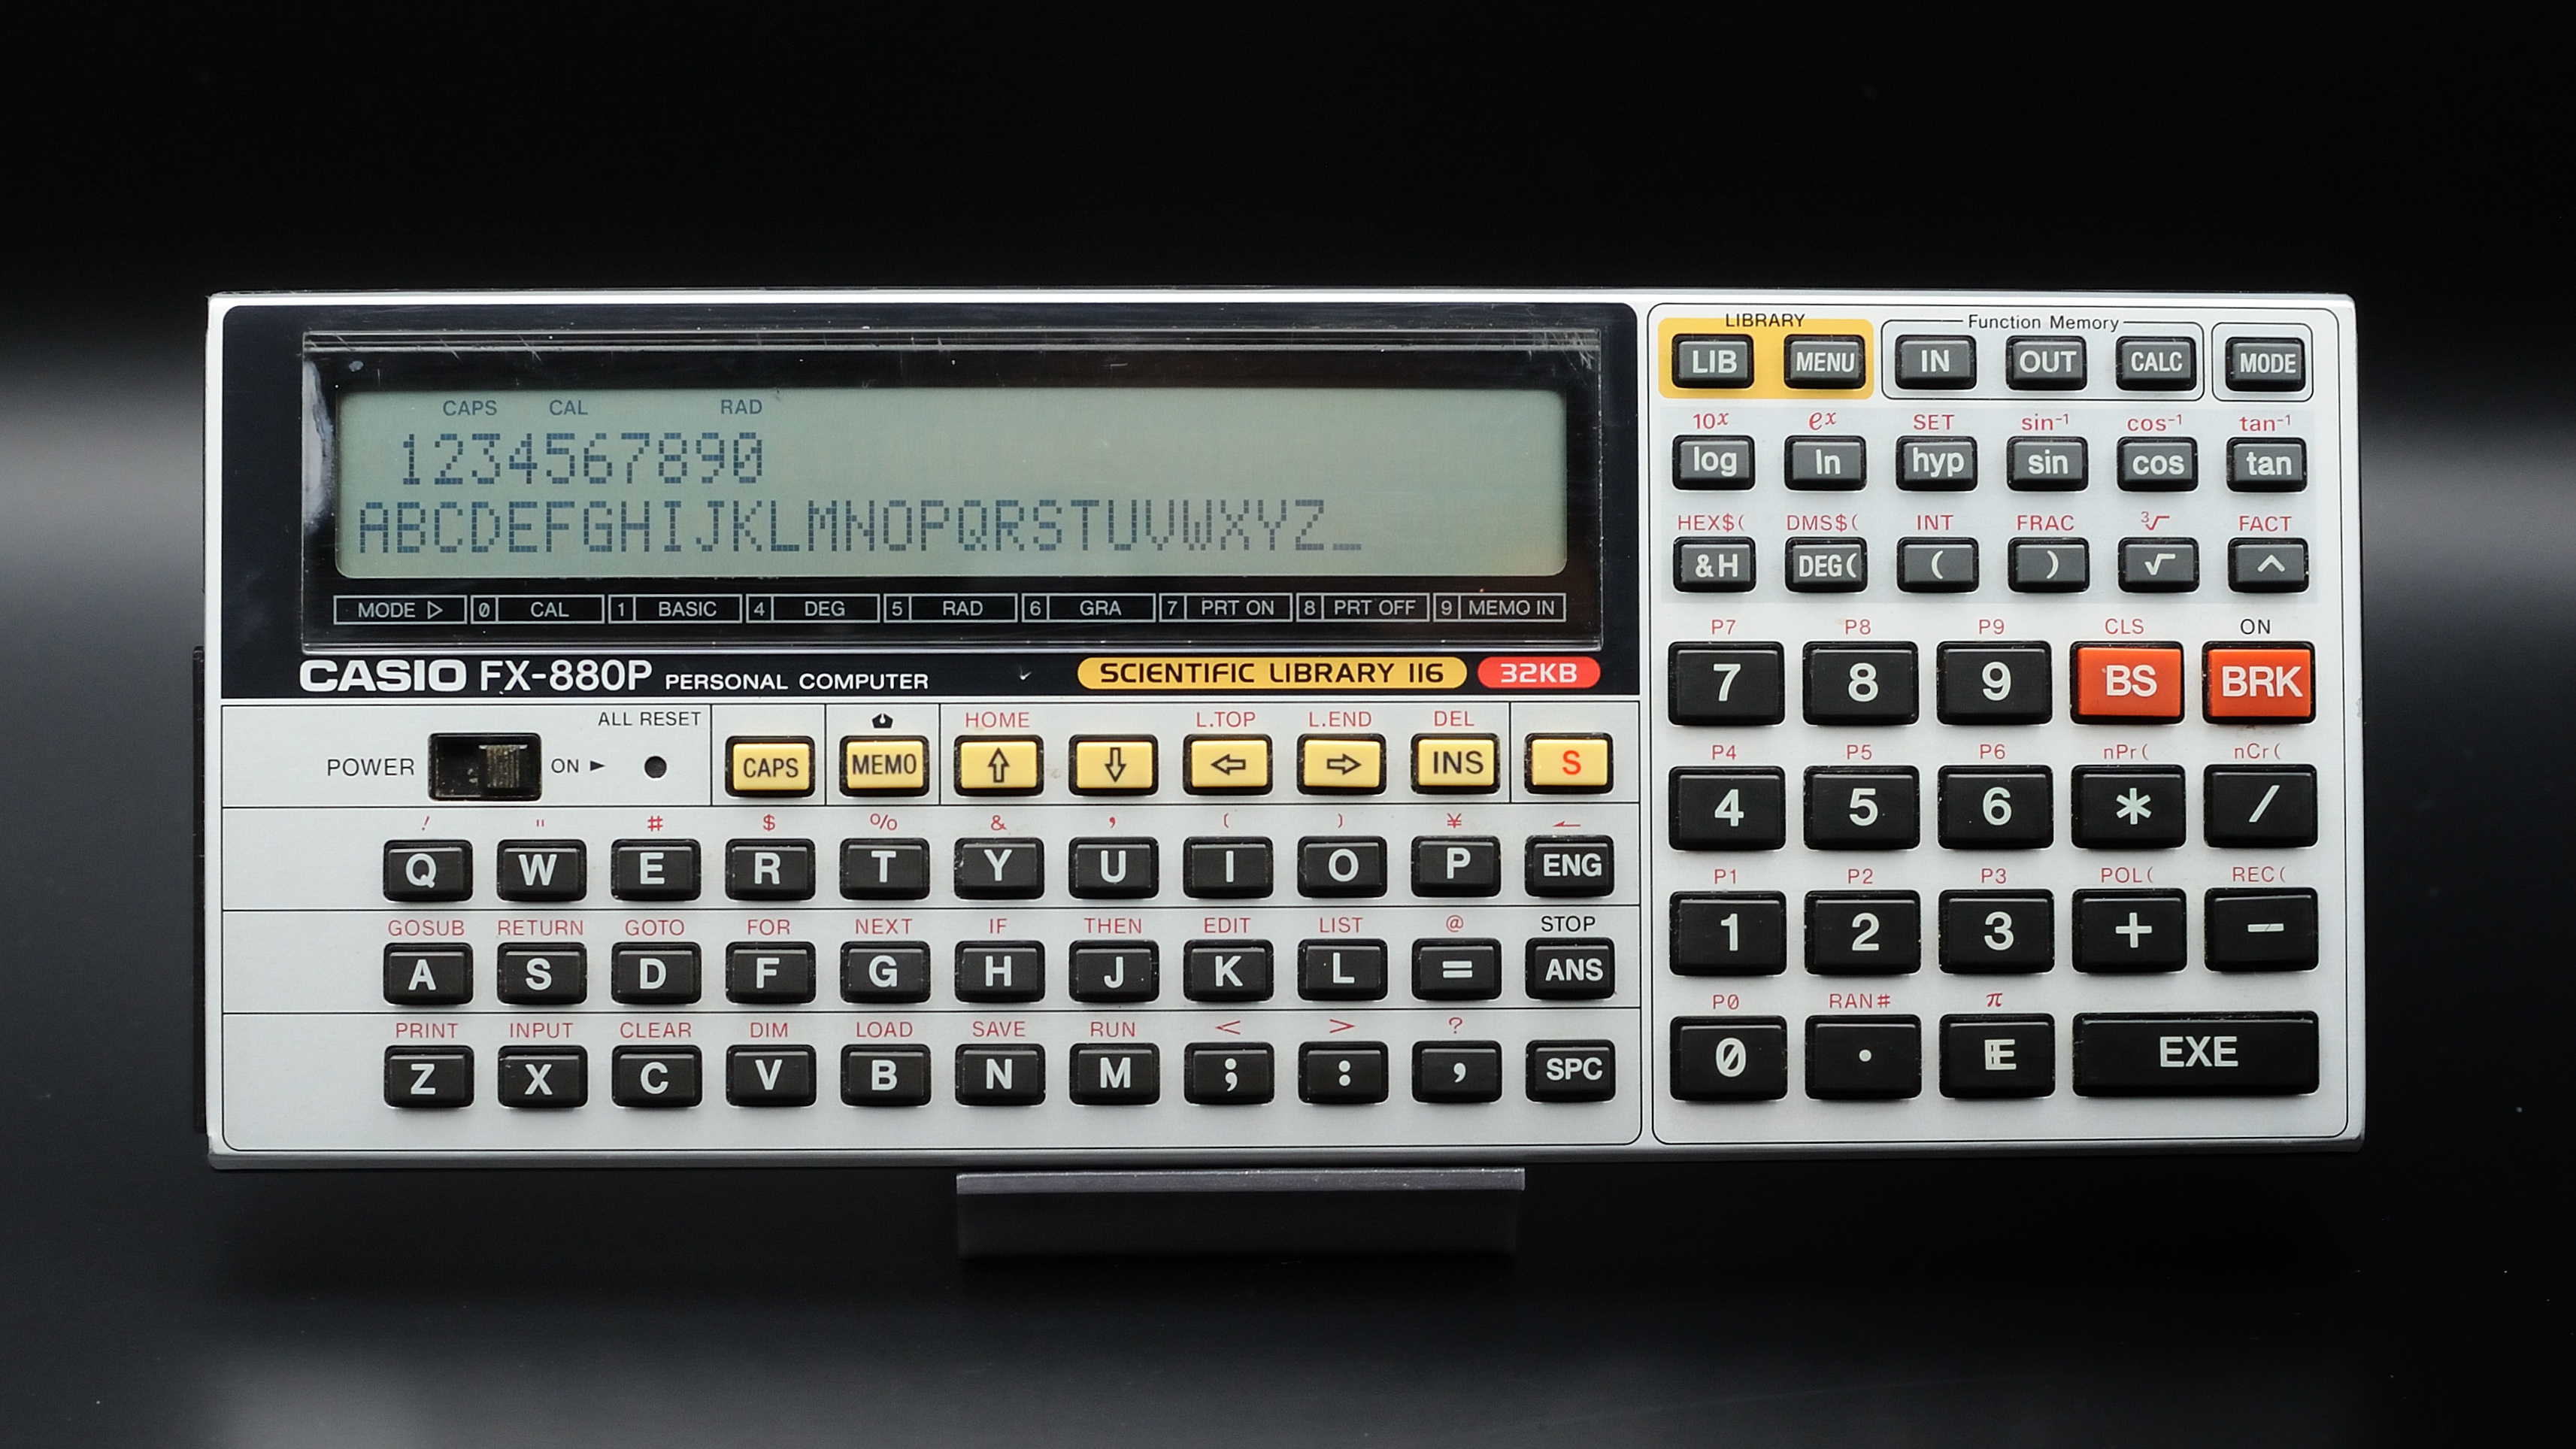 CAPS CAL RAD
1234567890
ABCDEFGHIJKLMNOPQRSTUVWXYZ_
MODE ▷ 0 CAL 1 BASIC 4 DEG 5 RAD 6 GRA 7 PRT ON 8 PRT OFF 9 MEMO IN
CASIO FX-880P PERSONAL COMPUTER SCIENTIFIC LIBRARY 116 32KB
ALL RESET HOME L.TOP L.END DEL
POWER ON ► CAPS MEMO ⇧ ⇩ ⇦ ⇨ INS S
! " # $ % & ' ( ) ¥ ←
Q W E R T Y U I O P ENG
GOSUB RETURN GOTO FOR NEXT IF THEN EDIT LIST @ STOP
A S D F G H J K L = ANS
PRINT INPUT CLEAR DIM LOAD SAVE RUN < > ?
Z X C V B N M ; : , SPC
LIBRARY Function Memory
LIB MENU IN OUT CALC MODE
10ˣ eˣ SET sin⁻¹ cos⁻¹ tan⁻¹
log ln hyp sin cos tan
HEX$( DMS$( INT FRAC ³√ FACT
&H DEG( ( ) √ ^
P7 P8 P9 CLS ON
7 8 9 BS BRK
P4 P5 P6 nPr( nCr(
4 5 6 * /
P1 P2 P3 POL( REC(
1 2 3 + −
P0 RAN# π
0 . E EXE